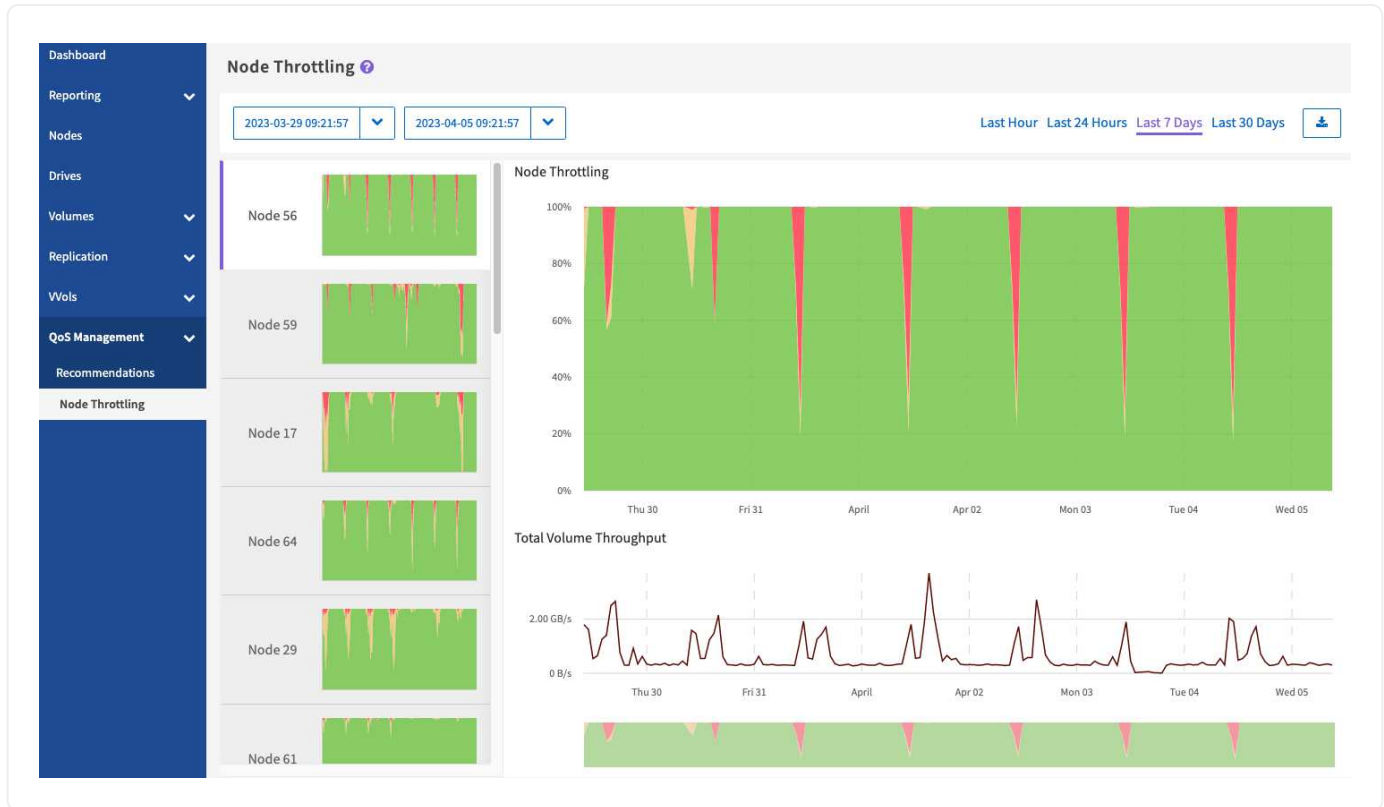 Dashboard
Reporting
Nodes
Drives
Volumes
Replication
VVols
QoS Management
Recommendations
Node Throttling
Node Throttling ?
2023-03-29 09:21:57
2023-04-05 09:21:57
Last Hour Last 24 Hours Last 7 Days Last 30 Days
Node 56
Node 59
Node 17
Node 64
Node 29
Node 61
Node Throttling
100%
80%
60%
40%
20%
0%
Thu 30 Fri 31 April Apr 02 Mon 03 Tue 04 Wed 05
Total Volume Throughput
2.00 GB/s
0 B/s
Thu 30 Fri 31 April Apr 02 Mon 03 Tue 04 Wed 05